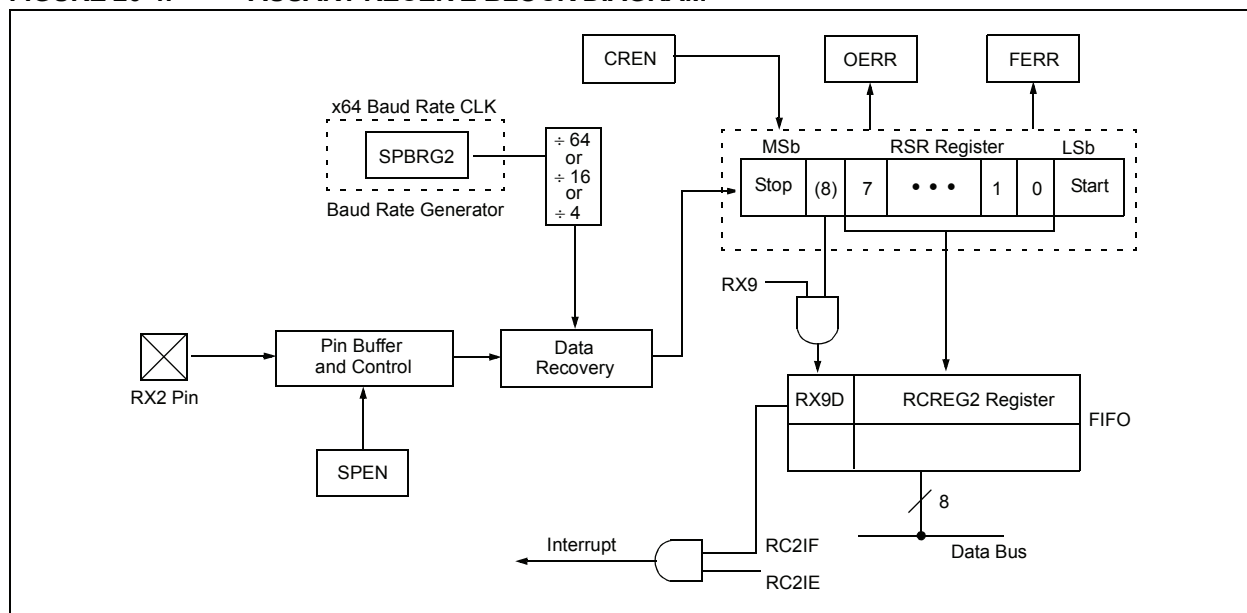 CREN
OERR
FERR
x64 Baud Rate CLK
SPBRG2
Baud Rate Generator
÷ 64
or
÷ 16
or
÷ 4
MSb
RSR Register
LSb
Stop
(8)
7
• • •
1
0
Start
RX9
RX2 Pin
Pin Buffer
and Control
Data
Recovery
SPEN
RX9D
RCREG2 Register
FIFO
8
Data Bus
Interrupt
RC2IF
RC2IE